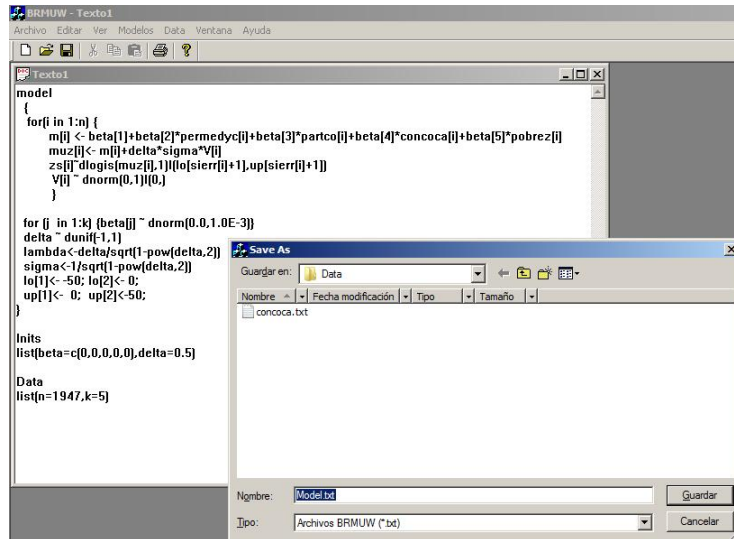 BRMUW - Texto1
Archivo Editar Ver Modelos Data Ventana Ayuda
Texto1
model
{
for(i in 1:n) {
m[i] <- beta[1]+beta[2]*permedyc[i]+beta[3]*partco[i]+beta[4]*concoca[i]+beta[5]*pobrez[i]
muz[i]<- m[i]+delta*sigma*V[i]
zs[i]~dlogis(muz[i],1)I(lo[sierr[i]+1],up[sierr[i]+1])
V[i] ~ dnorm(0,1)I(0,)
}
for (j in 1:k) {beta[j] ~ dnorm(0.0,1.0E-3)}
delta ~ dunif(-1,1)
lambda<-delta/sqrt(1-pow(delta,2))
sigma<-1/sqrt(1-pow(delta,2))
lo[1]<- -50; lo[2]<- 0;
up[1]<- 0; up[2]<-50;
}
Inits
list(beta=c(0,0,0,0,0),delta=0.5)
Data
list(n=1947,k=5)
Save As
Guardar en:
Data
Nombre Fecha modificación Tipo Tamaño
concoca.txt
Nombre:
Model.txt
Guardar
Tipo:
Archivos BRMUW (*.txt)
Cancelar